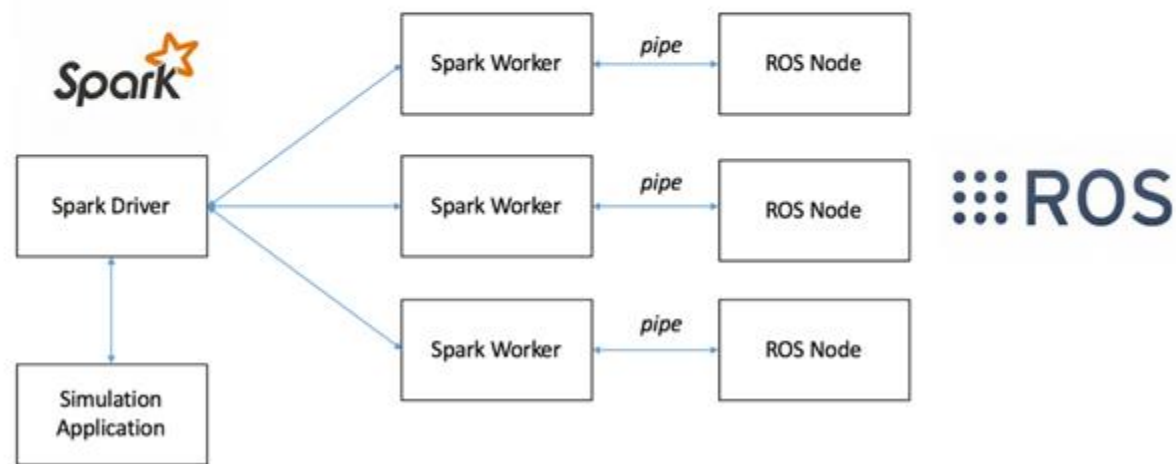 Spark
Spark Worker
pipe
ROS Node
Spark Driver
Spark Worker
pipe
ROS Node
ROS
Spark Worker
pipe
ROS Node
Simulation
Application